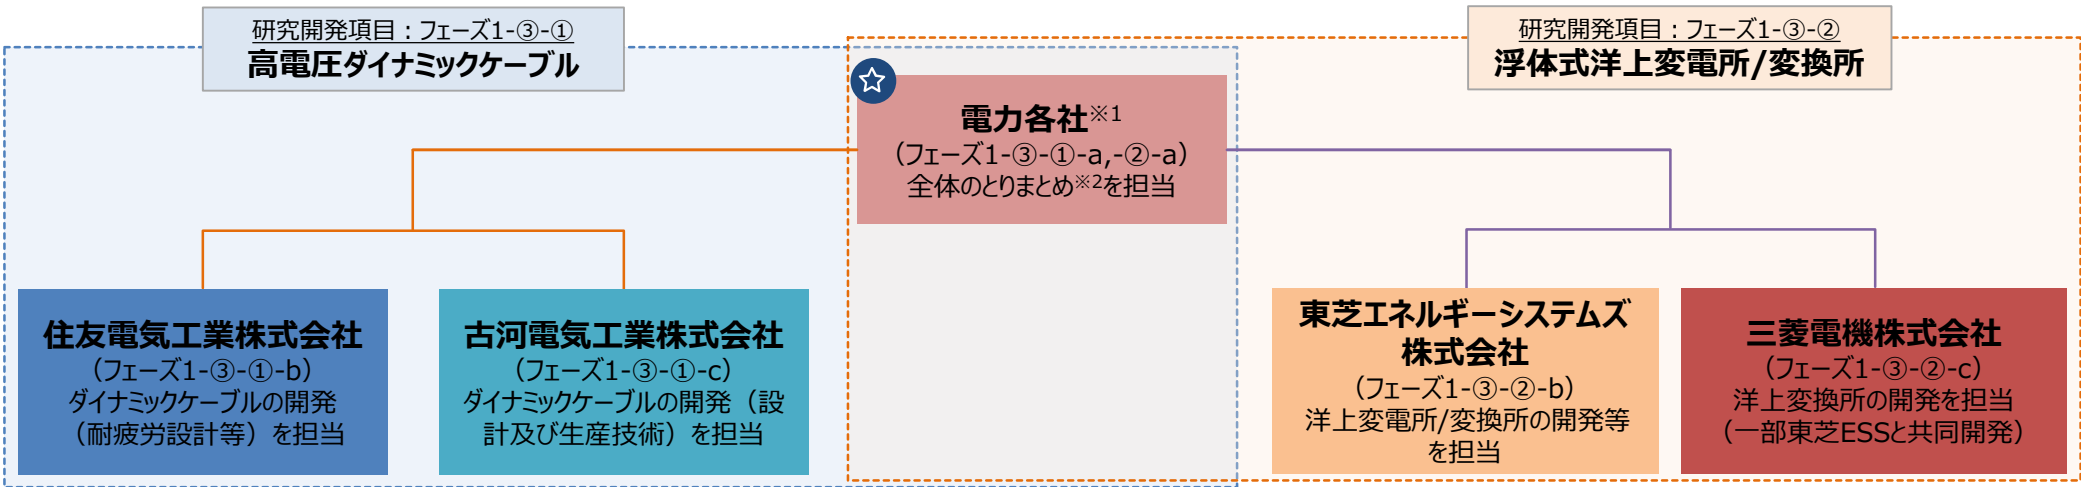 研究開発項目：フェーズ1-③-①
高電圧ダイナミックケーブル
研究開発項目：フェーズ1-③-②
浮体式洋上変電所/変換所
電力各社※1
（フェーズ1-③-①-a,-②-a）
全体のとりまとめ※2を担当
住友電気工業株式会社
（フェーズ1-③-①-b）
ダイナミックケーブルの開発
（耐疲労設計等）を担当
古河電気工業株式会社
（フェーズ1-③-①-c）
ダイナミックケーブルの開発（設
計及び生産技術）を担当
東芝エネルギーシステムズ
株式会社
（フェーズ1-③-②-b）
洋上変電所/変換所の開発等
を担当
三菱電機株式会社
（フェーズ1-③-②-c）
洋上変換所の開発を担当
（一部東芝ESSと共同開発）